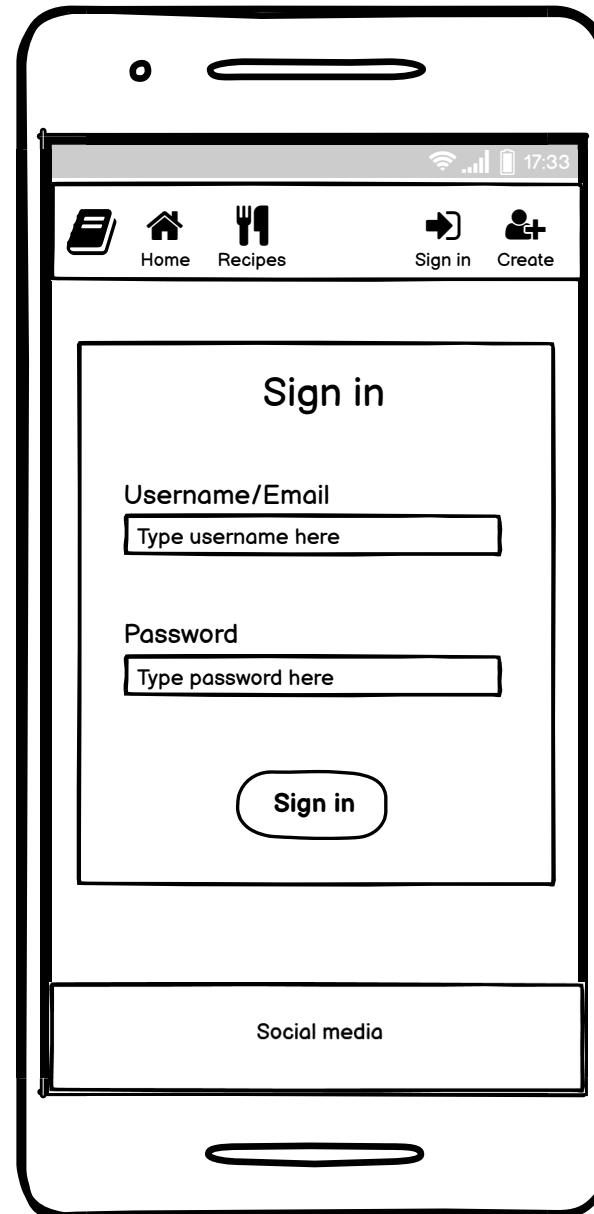 17:33
Home Recipes Sign in Create
Sign in
Username/Email
Type username here
Password
Type password here
Sign in
Social media